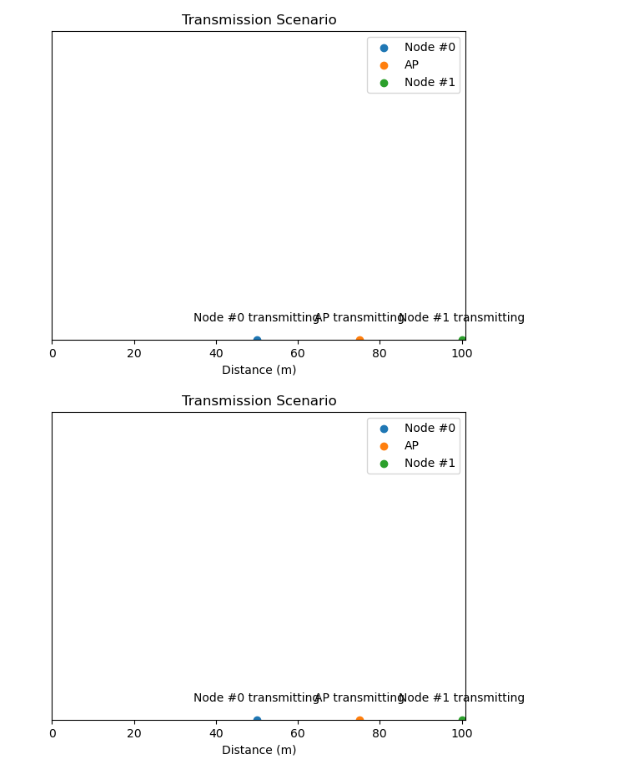 Transmission Scenario
Node #0
AP
Node #1
Node #0 transmitting AP transmitting Node #1 transmitting
0 20 40 60 80 100
Distance (m)
Transmission Scenario
Node #0
AP
Node #1
Node #0 transmitting AP transmitting Node #1 transmitting
0 20 40 60 80 100
Distance (m)